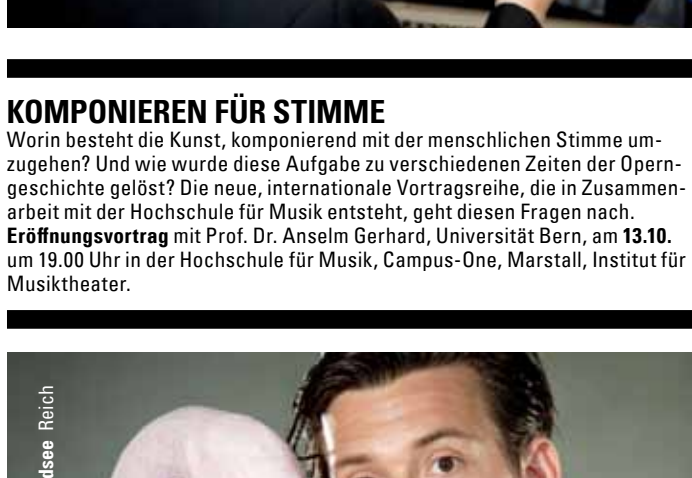 KOMPONIEREN FÜR STIMME
Worin besteht die Kunst, komponierend mit der menschlichen Stimme um-
zugehen? Und wie wurde diese Aufgabe zu verschiedenen Zeiten der Opern-
geschichte gelöst? Die neue, internationale Vortragsreihe, die in Zusammen-
arbeit mit der Hochschule für Musik entsteht, geht diesen Fragen nach.
Eröffnungsvortrag mit Prof. Dr. Anselm Gerhard, Universität Bern, am 13.10.
um 19.00 Uhr in der Hochschule für Musik, Campus-One, Marstall, Institut für
Musiktheater.
dsee Reich